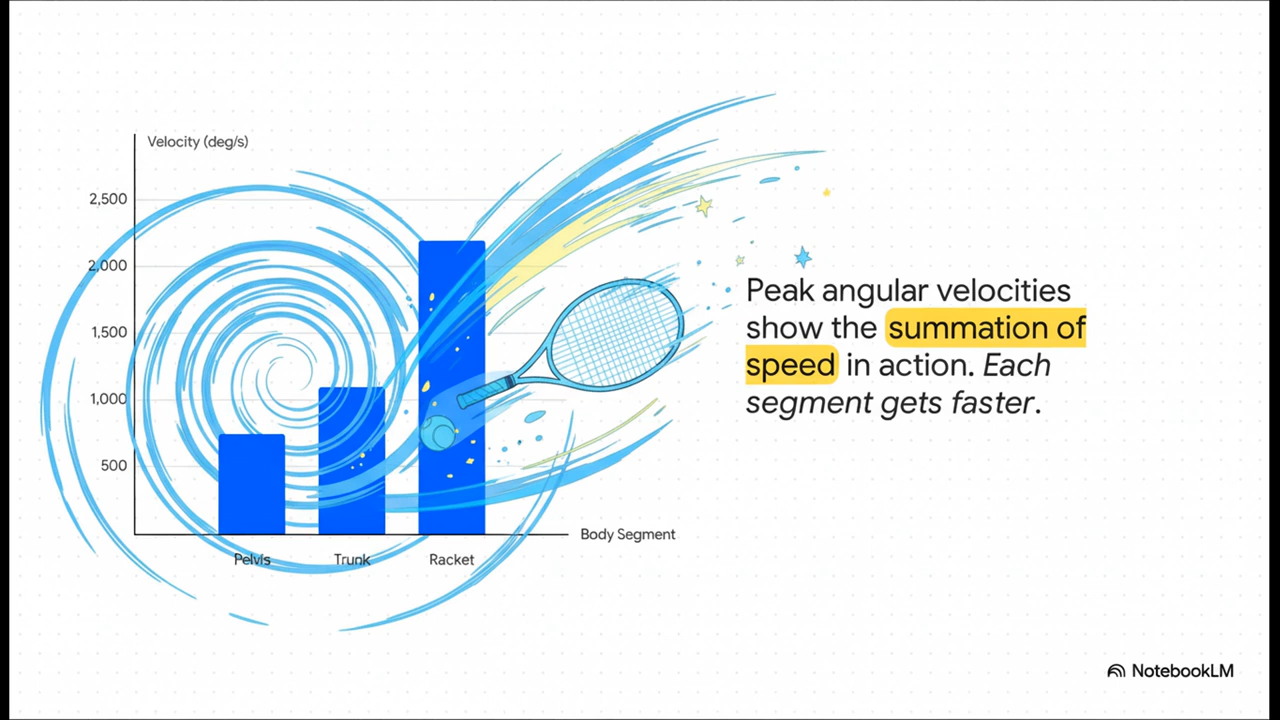 Velocity (deg/s)
2,500
2,000
1,500
1,000
500
Pelvis
Trunk
Racket
Body Segment
Peak angular velocities
show the summation of
speed in action. Each
segment gets faster.
NotebookLM